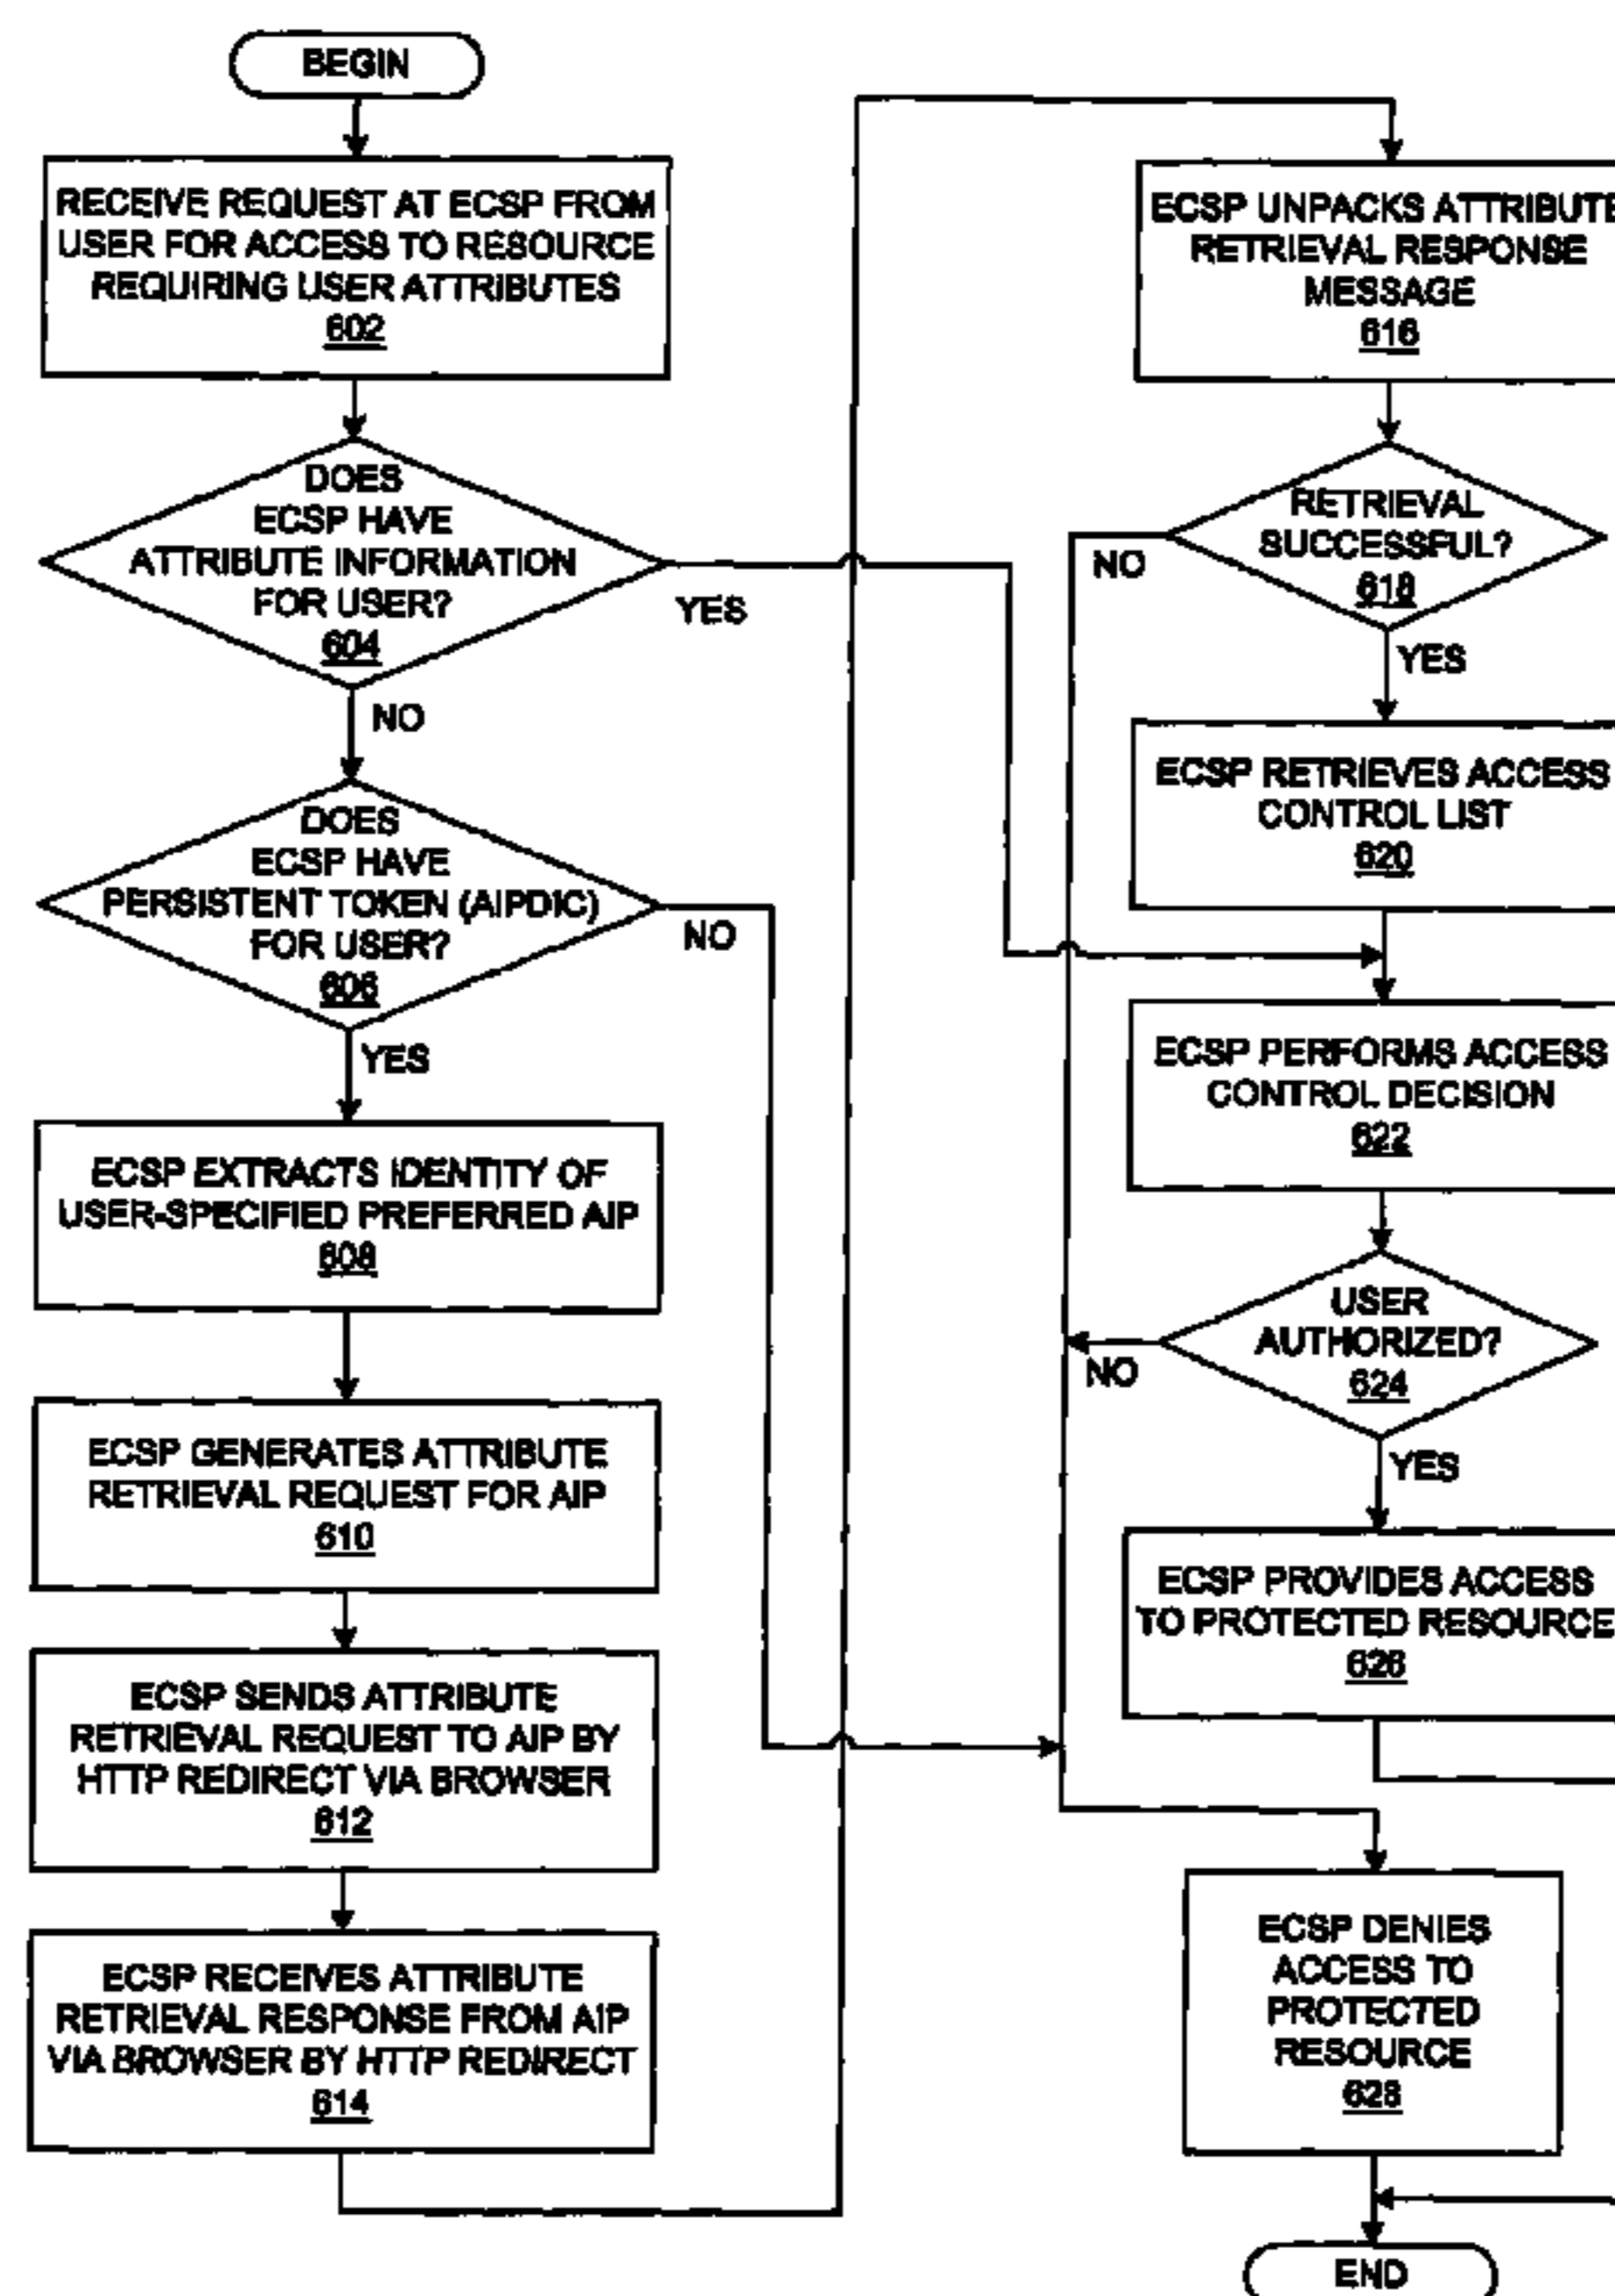 BEGIN
RECEIVE REQUEST AT ECSP FROM
USER FOR ACCESS TO RESOURCE
REQUIRING USER ATTRIBUTES
602
DOES
ECSP HAVE
ATTRIBUTE INFORMATION
FOR USER?
604
YES
NO
DOES
ECSP HAVE
PERSISTENT TOKEN (AIPDIC)
FOR USER?
606
NO
YES
ECSP EXTRACTS IDENTITY OF
USER-SPECIFIED PREFERRED AIP
608
ECSP GENERATES ATTRIBUTE
RETRIEVAL REQUEST FOR AIP
610
ECSP SENDS ATTRIBUTE
RETRIEVAL REQUEST TO AIP BY
HTTP REDIRECT VIA BROWSER
612
ECSP RECEIVES ATTRIBUTE
RETRIEVAL RESPONSE FROM AIP
VIA BROWSER BY HTTP REDIRECT
614
ECSP UNPACKS ATTRIBUTE
RETRIEVAL RESPONSE
MESSAGE
616
RETRIEVAL
SUCCESSFUL?
618
NO
YES
ECSP RETRIEVES ACCESS
CONTROL LIST
620
ECSP PERFORMS ACCESS
CONTROL DECISION
622
USER
AUTHORIZED?
624
NO
YES
ECSP PROVIDES ACCESS
TO PROTECTED RESOURCE
626
ECSP DENIES
ACCESS TO
PROTECTED
RESOURCE
628
END